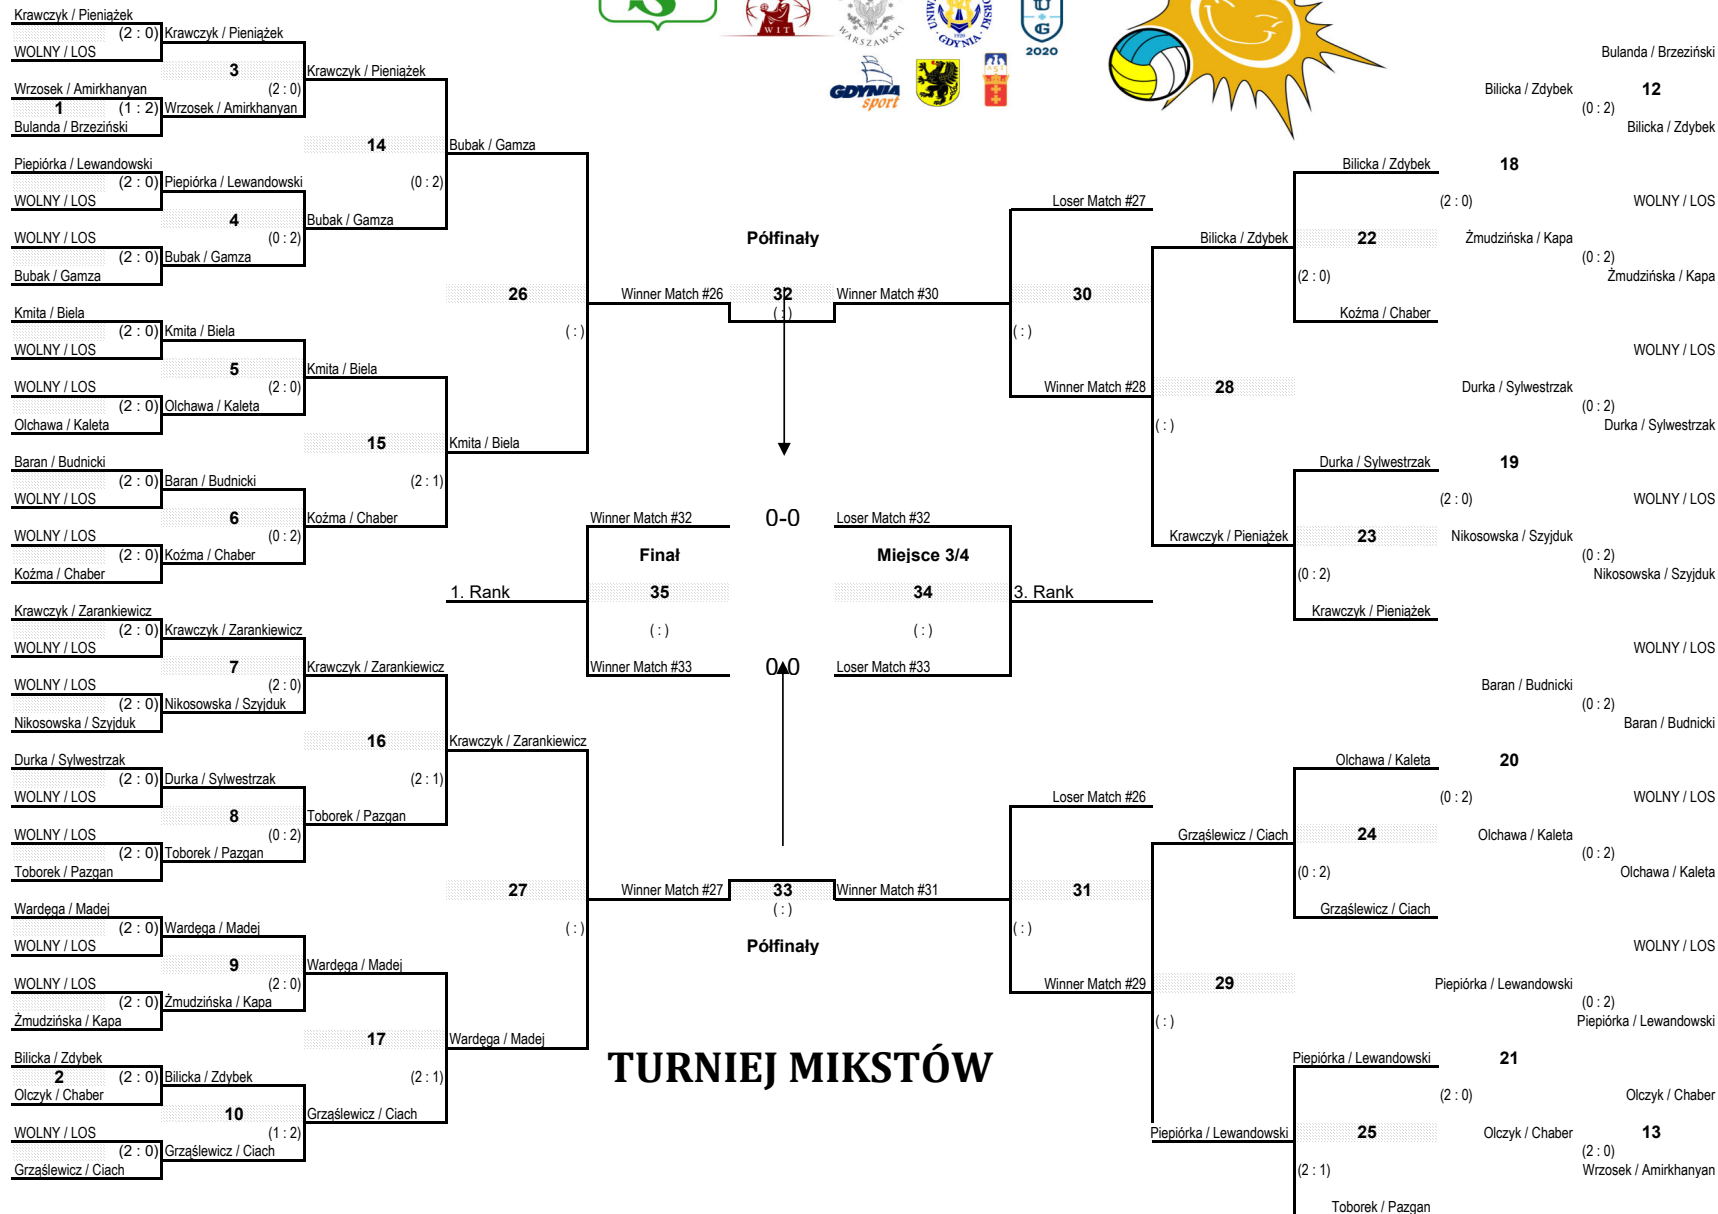 Krawczyk / Pieniążek
(2 : 0) Krawczyk / Pieniążek
WOLNY / LOS
3
Krawczyk / Pieniążek
Wrzosek / Amirkhanyan
(2 : 0)
1 (1 : 2) Wrzosek / Amirkhanyan
Bulanda / Brzeziński
14
Bubak / Gamza
Piepiórka / Lewandowski
(2 : 0) Piepiórka / Lewandowski
(0 : 2)
WOLNY / LOS
4
Bubak / Gamza
WOLNY / LOS
(0 : 2)
(2 : 0) Bubak / Gamza
Bubak / Gamza
26
( : )
Kmita / Biela
(2 : 0) Kmita / Biela
WOLNY / LOS
5
Kmita / Biela
WOLNY / LOS
(2 : 0)
(2 : 0) Olchawa / Kaleta
Olchawa / Kaleta
15
Kmita / Biela
Baran / Budnicki
(2 : 0) Baran / Budnicki
(2 : 1)
WOLNY / LOS
6
Koźma / Chaber
WOLNY / LOS
(0 : 2)
(2 : 0) Koźma / Chaber
Koźma / Chaber
Krawczyk / Zarankiewicz
(2 : 0) Krawczyk / Zarankiewicz
WOLNY / LOS
7
Krawczyk / Zarankiewicz
WOLNY / LOS
(2 : 0)
(2 : 0) Nikosowska / Szyjduk
Nikosowska / Szyjduk
16
Krawczyk / Zarankiewicz
Durka / Sylwestrzak
(2 : 0) Durka / Sylwestrzak
(2 : 1)
WOLNY / LOS
8
Toborek / Pazgan
WOLNY / LOS
(0 : 2)
(2 : 0) Toborek / Pazgan
Toborek / Pazgan
27
( : )
Wardęga / Madej
(2 : 0) Wardęga / Madej
WOLNY / LOS
9
Wardęga / Madej
WOLNY / LOS
(2 : 0)
(2 : 0) Żmudzińska / Kapa
Żmudzińska / Kapa
17
Wardęga / Madej
Bilicka / Zdybek
2 (2 : 0) Bilicka / Zdybek
(2 : 1)
Olczyk / Chaber
10
Grząślewicz / Ciach
WOLNY / LOS
(1 : 2)
(2 : 0) Grząślewicz / Ciach
Grząślewicz / Ciach
S
WIT
WARSZAWSKI
GDYNIA
1920
U
G
2020
GDYNIA
sport
Półfinały
Winner Match #26
32
Winner Match #30
( : )
Winner Match #32
0-0
Loser Match #32
Finał
Miejsce 3/4
1. Rank
35
34
3. Rank
( : )
( : )
Winner Match #33
0-0
Loser Match #33
Winner Match #27
33
Winner Match #31
( : )
Półfinały
TURNIEJ MIKSTÓW
Loser Match #27
30
( : )
Winner Match #28
Loser Match #26
31
( : )
Winner Match #29
Bulanda / Brzeziński
Bilicka / Zdybek
12
(0 : 2)
Bilicka / Zdybek
Bilicka / Zdybek
18
(2 : 0)
WOLNY / LOS
Bilicka / Zdybek
22
Żmudzińska / Kapa
(0 : 2)
(2 : 0)
Żmudzińska / Kapa
Koźma / Chaber
WOLNY / LOS
28
Durka / Sylwestrzak
(0 : 2)
( : )
Durka / Sylwestrzak
Durka / Sylwestrzak
19
(2 : 0)
WOLNY / LOS
Krawczyk / Pieniążek
23
Nikosowska / Szyjduk
(0 : 2)
(0 : 2)
Nikosowska / Szyjduk
Krawczyk / Pieniążek
WOLNY / LOS
Baran / Budnicki
(0 : 2)
Baran / Budnicki
Olchawa / Kaleta
20
(0 : 2)
WOLNY / LOS
Grząślewicz / Ciach
24
Olchawa / Kaleta
(0 : 2)
(0 : 2)
Olchawa / Kaleta
Grząślewicz / Ciach
WOLNY / LOS
29
Piepiórka / Lewandowski
(0 : 2)
( : )
Piepiórka / Lewandowski
Piepiórka / Lewandowski
21
(2 : 0)
Olczyk / Chaber
Piepiórka / Lewandowski
25
Olczyk / Chaber
13
(2 : 0)
(2 : 1)
Wrzosek / Amirkhanyan
Toborek / Pazgan